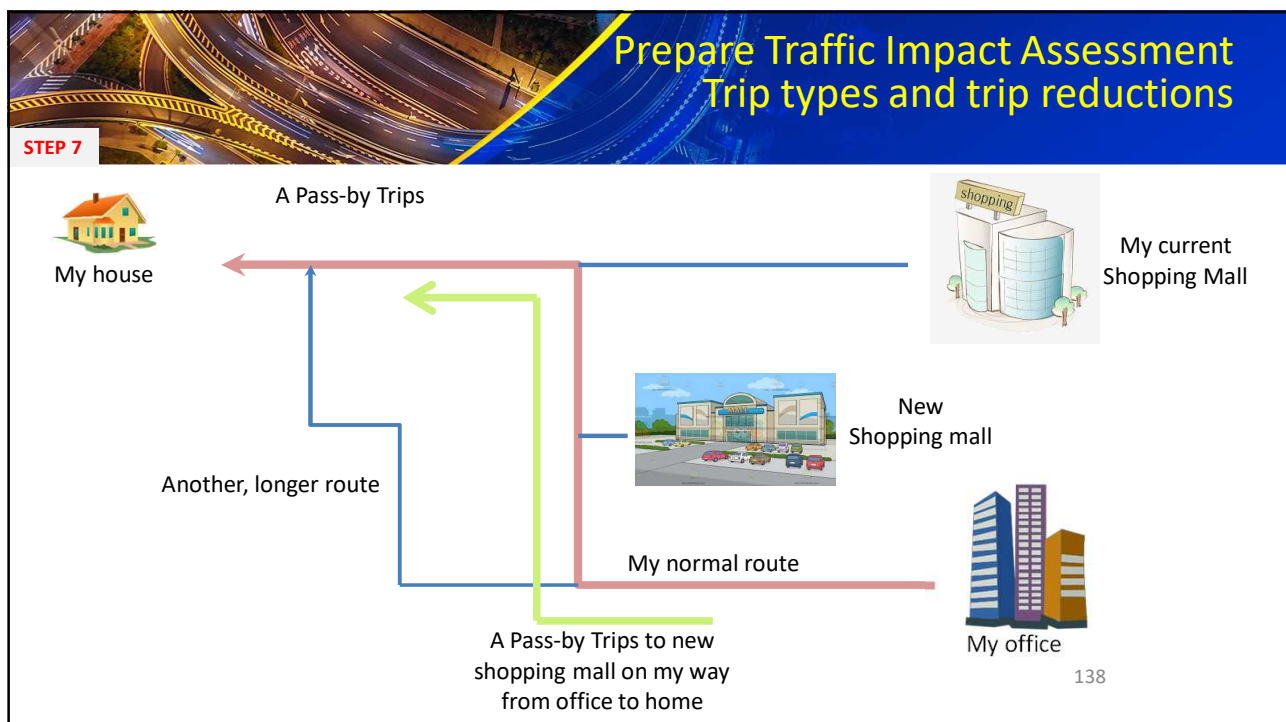 Prepare Traffic Impact Assessment
Trip types and trip reductions
STEP 7
A Pass-by Trips
shopping
My house
My current
Shopping Mall
MALL
New
Shopping mall
Another, longer route
My normal route
A Pass-by Trips to new
shopping mall on my way
from office to home
My office
138